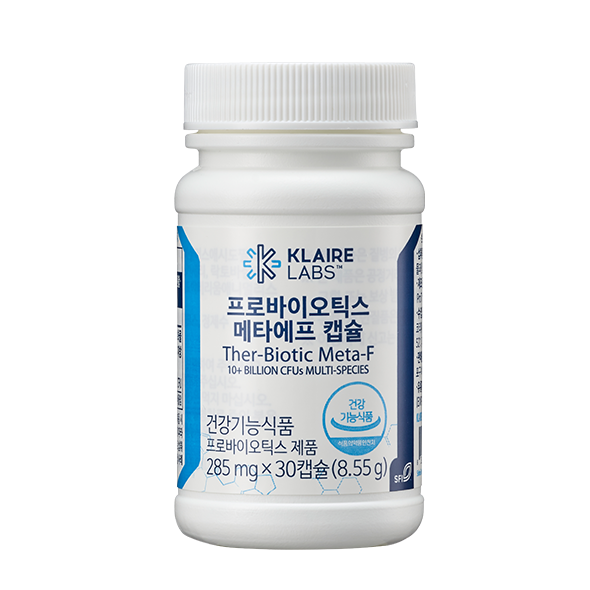 KLAIRE
LABS™
프로바이오틱스
메타에프 캡슐
Ther-Biotic Meta-F
10+ BILLION CFUs MULTI-SPECIES
건강
기능식품
식품의약품안전처
건강기능식품
프로바이오틱스 제품
285 mg × 30캡슐(8.55 g)
SFI